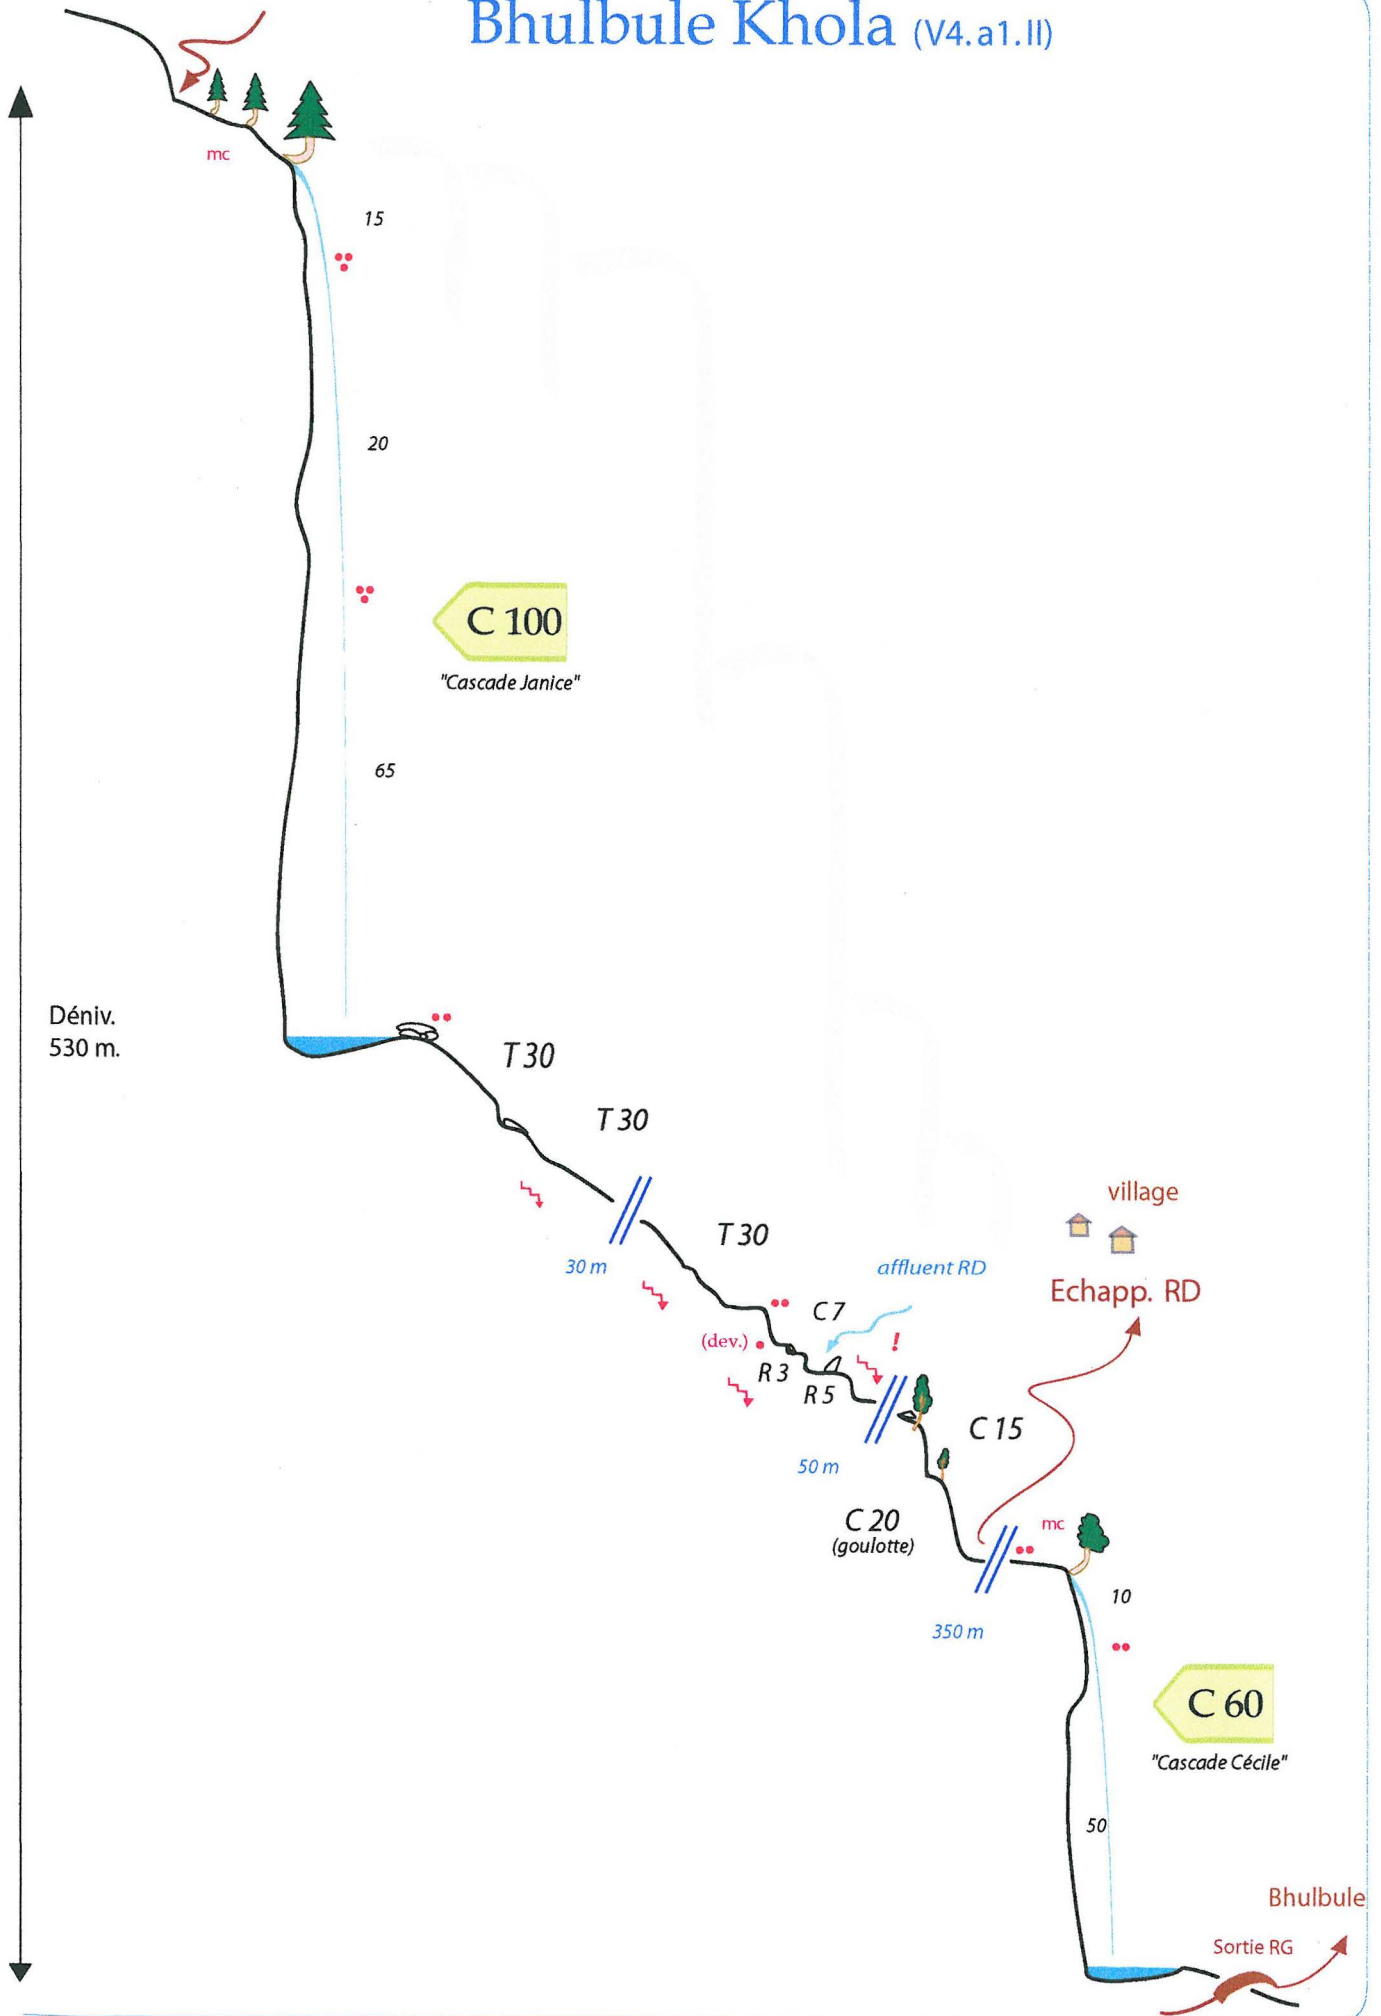 Bhulbule Khola (V4.a1.II)
mc
15
20
C 100
"Cascade Janice"
65
Déniv.
530 m.
T 30
T 30
village
T 30
30 m
affluent RD
Echapp. RD
C 7
(dev.)
!
R 3
R 5
C 15
50 m
C 20
(goulotte)
mc
10
350 m
C 60
"Cascade Cécile"
50
Bhulbule
Sortie RG